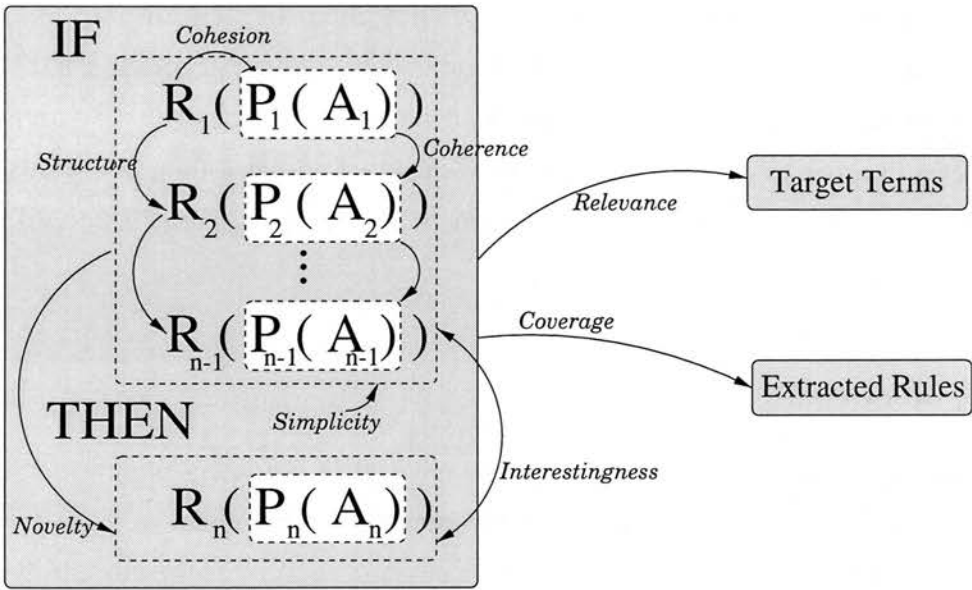 IF
Cohesion
R1( P1( A1) )
Structure
Coherence
R2( P2( A2) )
Target Terms
Relevance
⋮
Rn-1( Pn-1( An-1) )
Coverage
Extracted Rules
Simplicity
THEN
Interestingness
Rn( Pn( An) )
Novelty